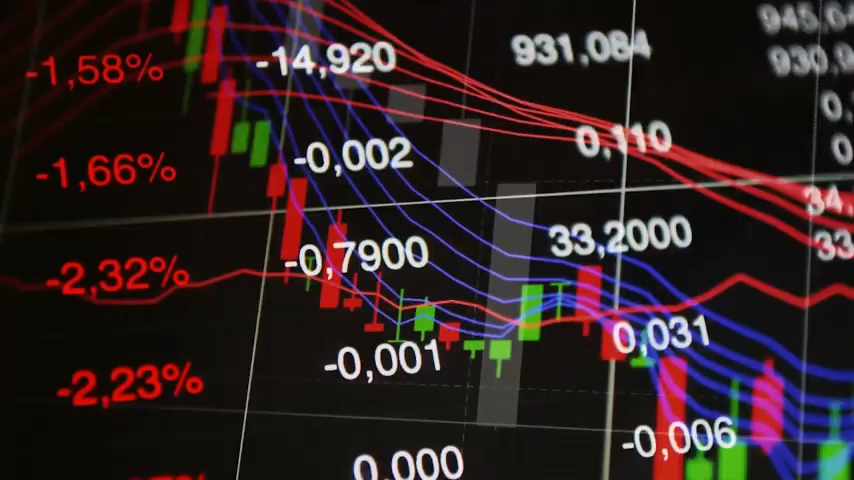 -1,58% -14,920 931,084
-1,66% -0,002 0,110
-2,32% -0,7900 33,2000
-2,23% -0,001 0,031
0,000 -0,006